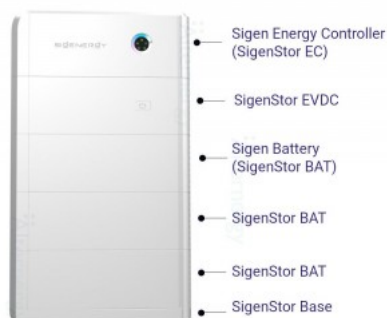 SIGENERGY
Sigen Energy Controller
(SigenStor EC)
SigenStor EVDC
Sigen Battery
(SigenStor BAT)
SigenStor BAT
SigenStor BAT
SigenStor Base